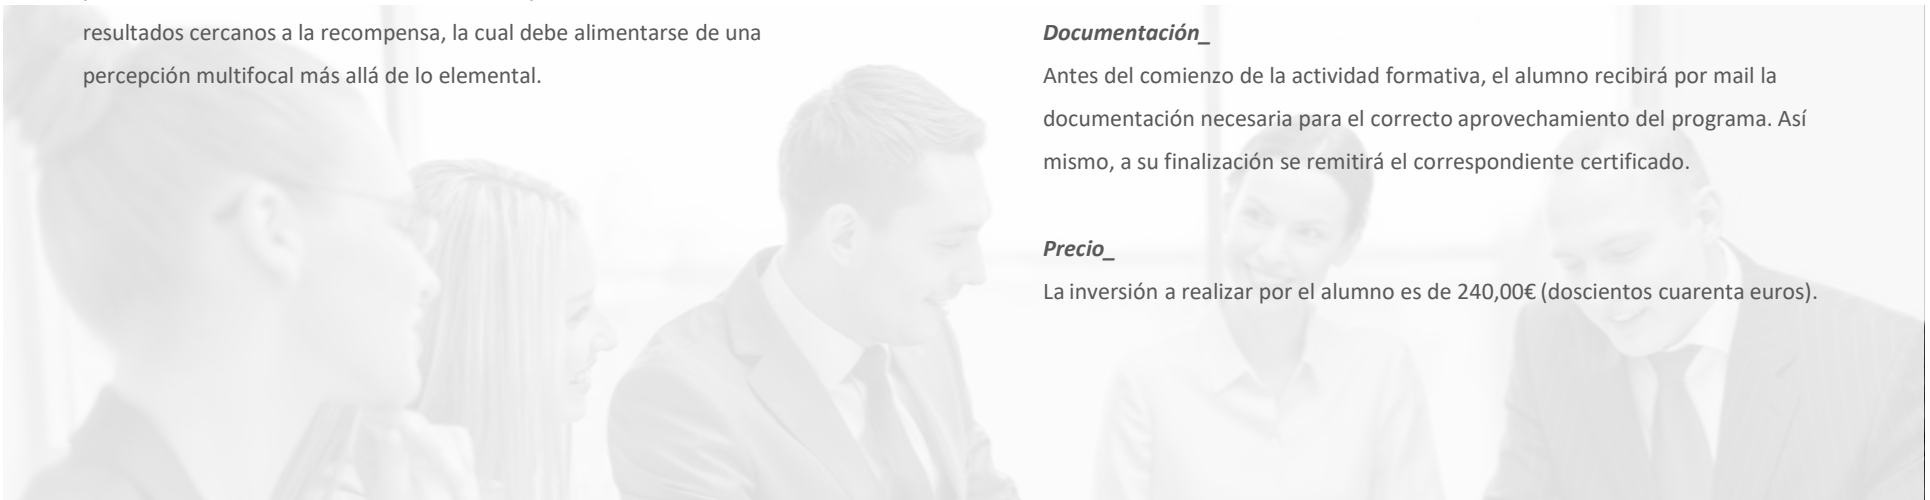 resultados cercanos a la recompensa, la cual debe alimentarse de una
percepción multifocal más allá de lo elemental.
Documentación_
Antes del comienzo de la actividad formativa, el alumno recibirá por mail la
documentación necesaria para el correcto aprovechamiento del programa. Así
mismo, a su finalización se remitirá el correspondiente certificado.
Precio_
La inversión a realizar por el alumno es de 240,00€ (doscientos cuarenta euros).